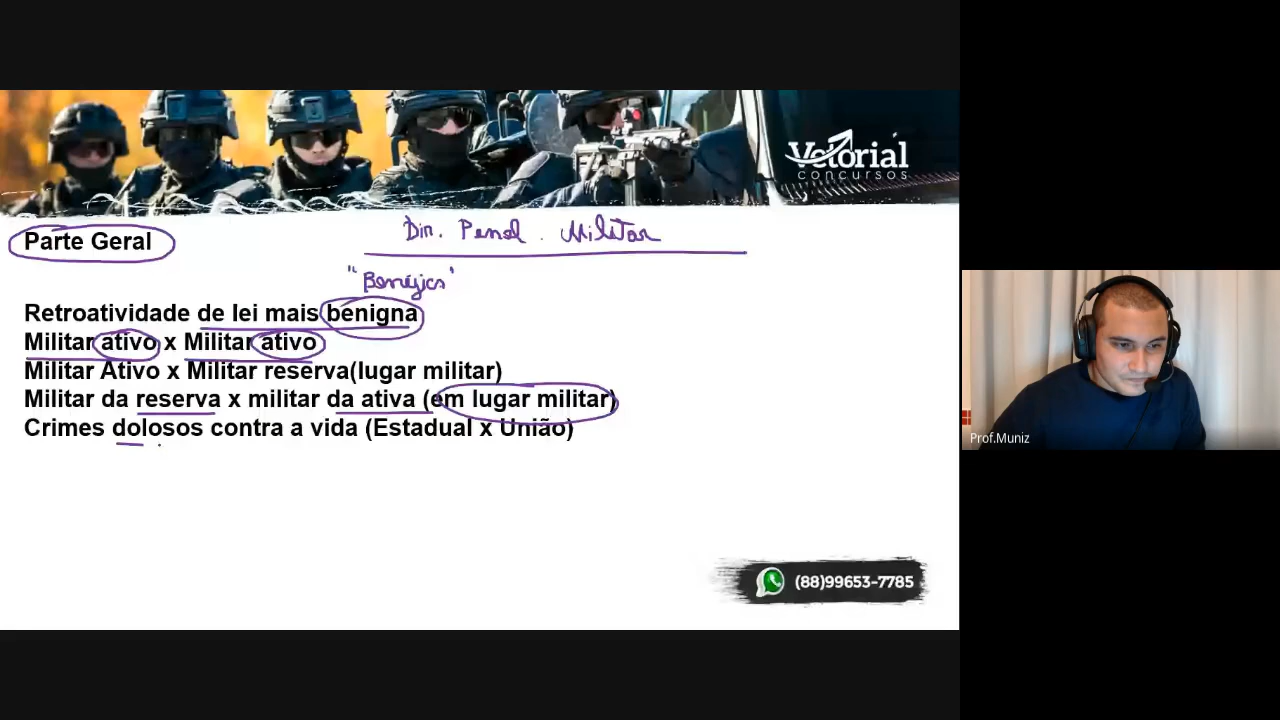 Vetorial
CONCURSOS
Dir. Penal. Militar
Parte Geral
Retroatividade de lei mais benigna
Militar ativo x Militar ativo
Militar Ativo x Militar reserva(lugar militar)
Militar da reserva x militar da ativa (em lugar militar)
Crimes dolosos contra a vida (Estadual x União)
Prof.Muniz
(88)99653-7785